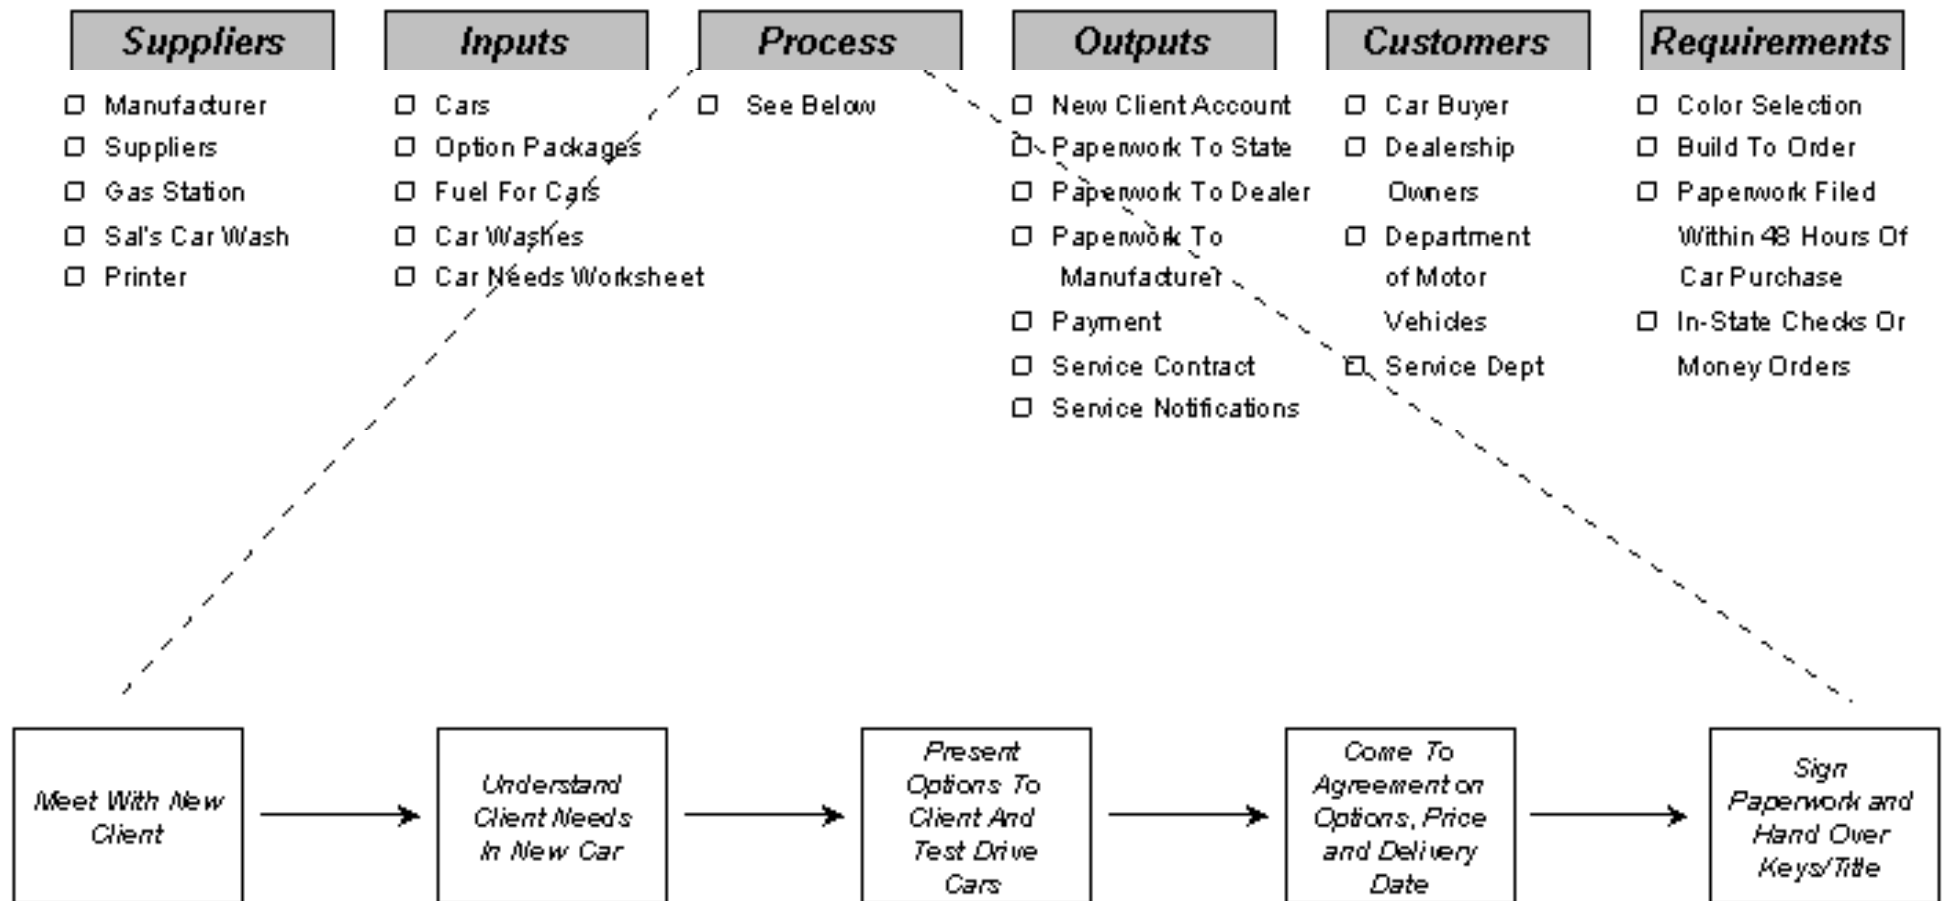 Suppliers
Inputs
Process
Outputs
Customers
Requirements
Manufacturer
Suppliers
Gas Station
Sal's Car Wash
Printer
Cars
Option Packages
Fuel For Cars
Car Washes
Car Needs Worksheet
See Below
New Client Account
Paperwork To State
Paperwork To Dealer
Paperwork To
Manufacturer
Payment
Service Contract
Service Notifications
Car Buyer
Dealership
Owners
Department
of Motor
Vehicles
Service Dept
Color Selection
Build To Order
Paperwork Filed
Within 48 Hours Of
Car Purchase
In-State Checks Or
Money Orders
Meet With New
Client
Understand
Client Needs
In New Car
Present
Options To
Client And
Test Drive
Cars
Come To
Agreement on
Options, Price
and Delivery
Date
Sign
Paperwork and
Hand Over
Keys/Title